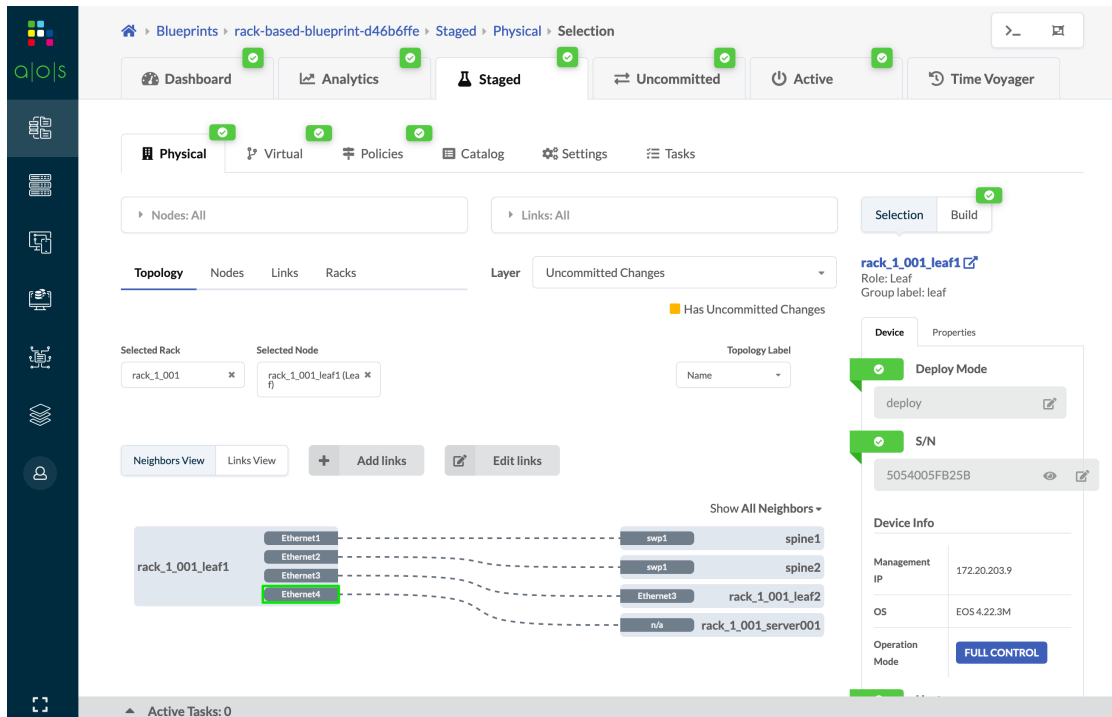 a|o|s
Blueprints
rack-based-blueprint-d46b6ffe
Staged
Physical
Selection
>_
Dashboard
Analytics
Staged
Uncommitted
Active
Time Voyager
Physical
Virtual
Policies
Catalog
Settings
Tasks
Nodes: All
Links: All
Selection
Build
Topology
Nodes
Links
Racks
Layer
Uncommitted Changes
Has Uncommitted Changes
rack_1_001_leaf1
Role: Leaf
Group label: leaf
Device
Properties
Selected Rack
Selected Node
Topology Label
rack_1_001
rack_1_001_leaf1 (Lea
f)
Name
Deploy Mode
deploy
S/N
5054005FB25B
Neighbors View
Links View
Add links
Edit links
Show All Neighbors
rack_1_001_leaf1
Ethernet1
Ethernet2
Ethernet3
Ethernet4
swp1
spine1
swp1
spine2
Ethernet3
rack_1_001_leaf2
n/a
rack_1_001_server001
Device Info
Management
IP
172.20.203.9
OS
EOS 4.22.3M
Operation
Mode
FULL CONTROL
Active Tasks: 0